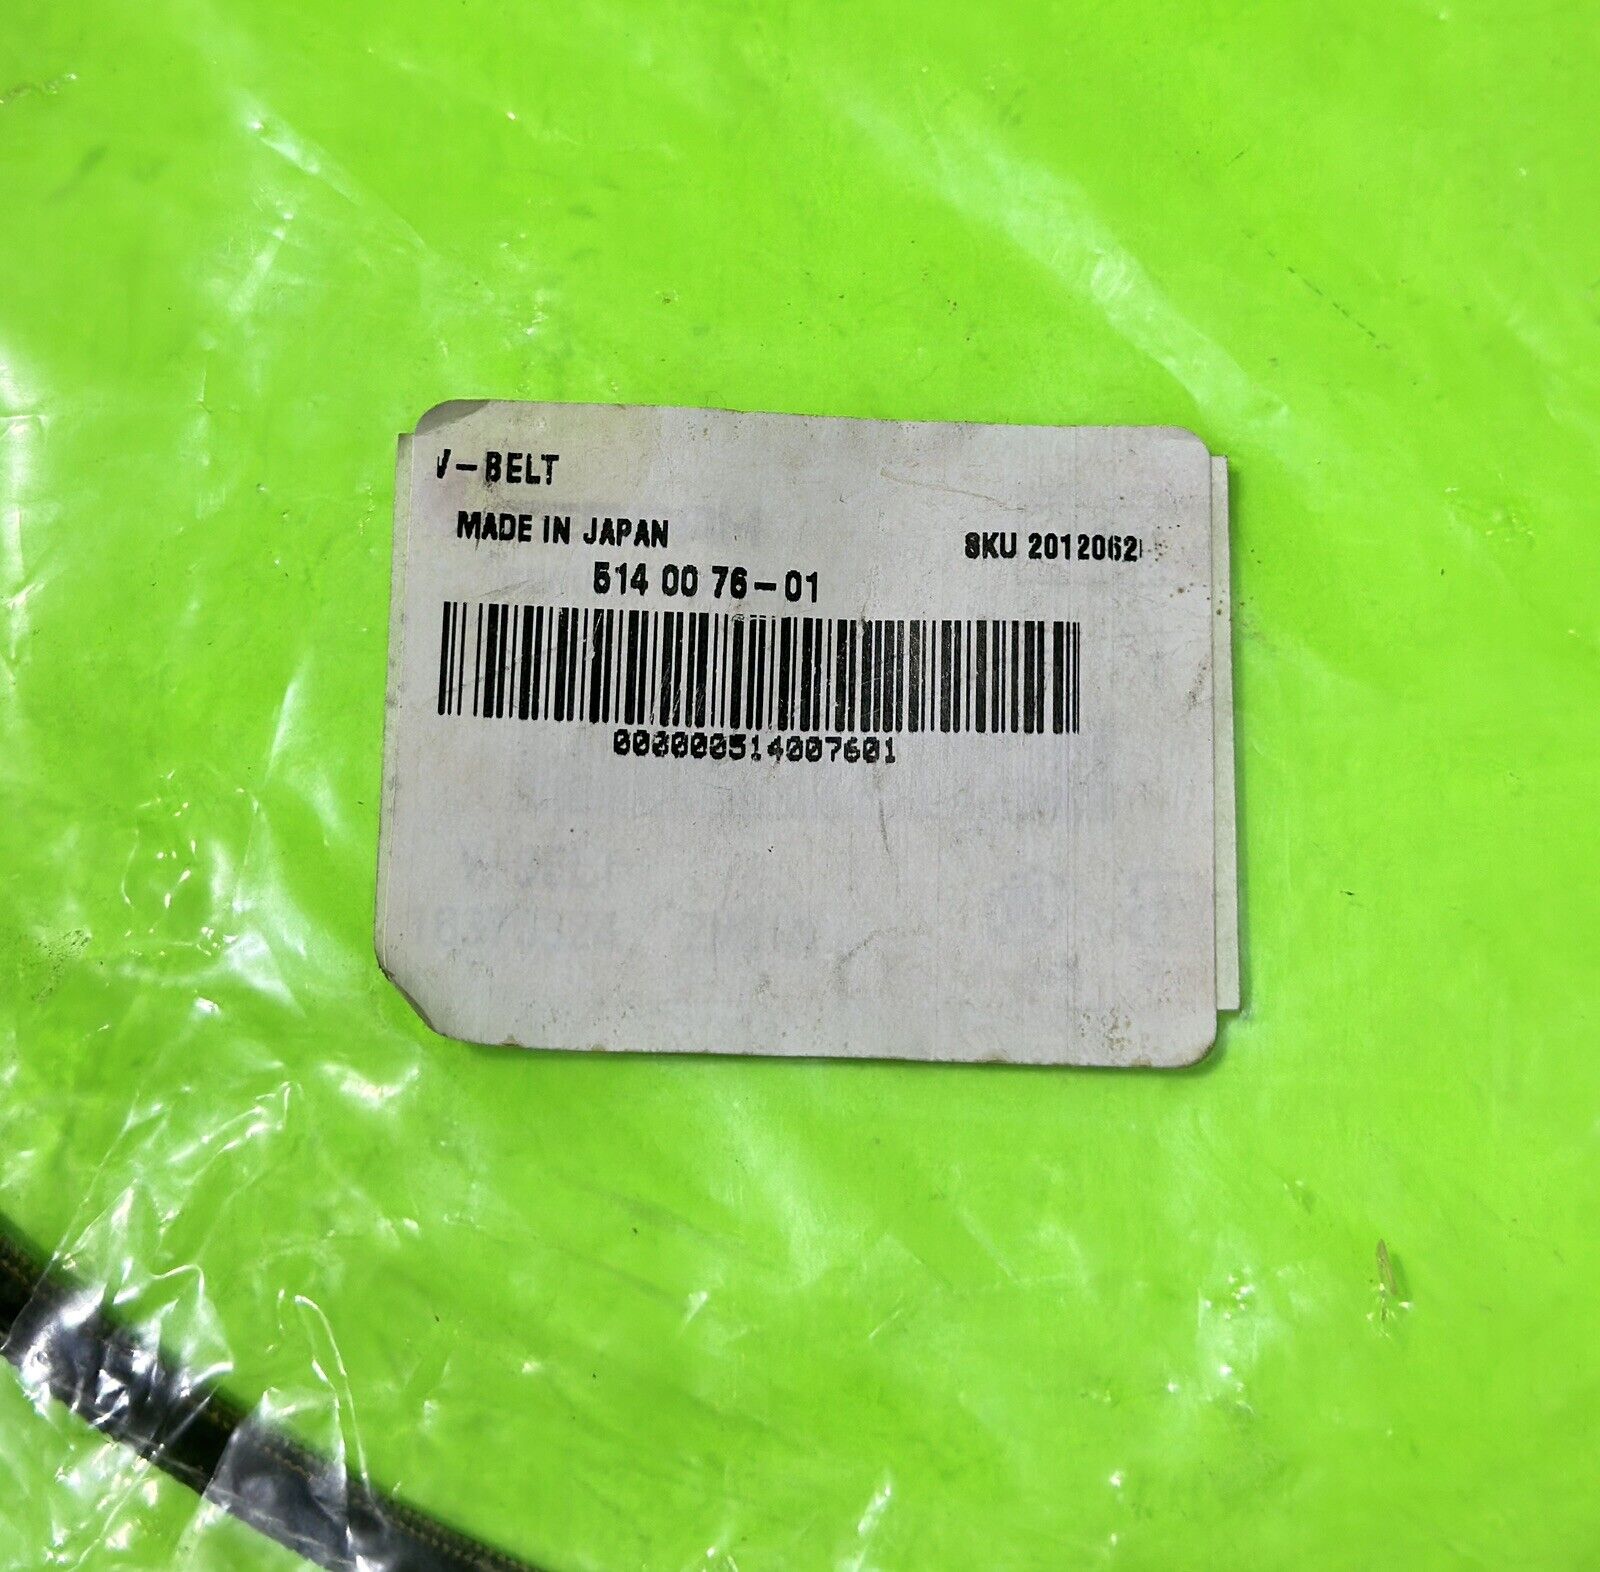 V-BELT
MADE IN JAPAN
SKU 2012062
514 00 76-01
000000514007601